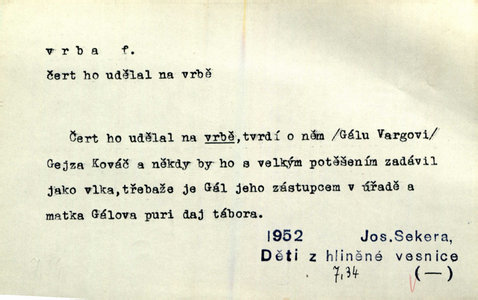 vrba f.
čert ho udělal na vrbě
Čert ho udělal na vrbě,tvrdí o něm /Gálu Vargovi/
Gejza Kováč a někdy by ho s velkým potěšením zadávil
jako vlka,třebaže je Gál jeho zástupcem v úřadě a
matka Gálova puri daj tábora.
1952 Jos.Sekera,
Děti z hliněné vesnice
7,34 (—)